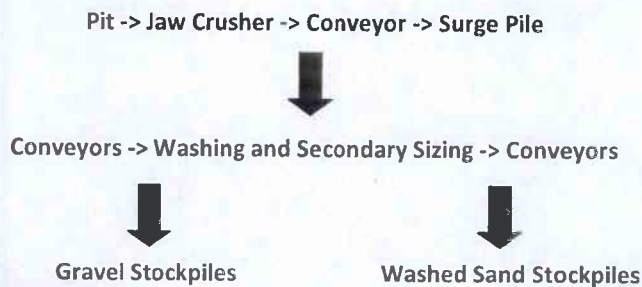 Pit -> Jaw Crusher -> Conveyor -> Surge Pile
Conveyors -> Washing and Secondary Sizing -> Conveyors
Gravel Stockpiles
Washed Sand Stockpiles